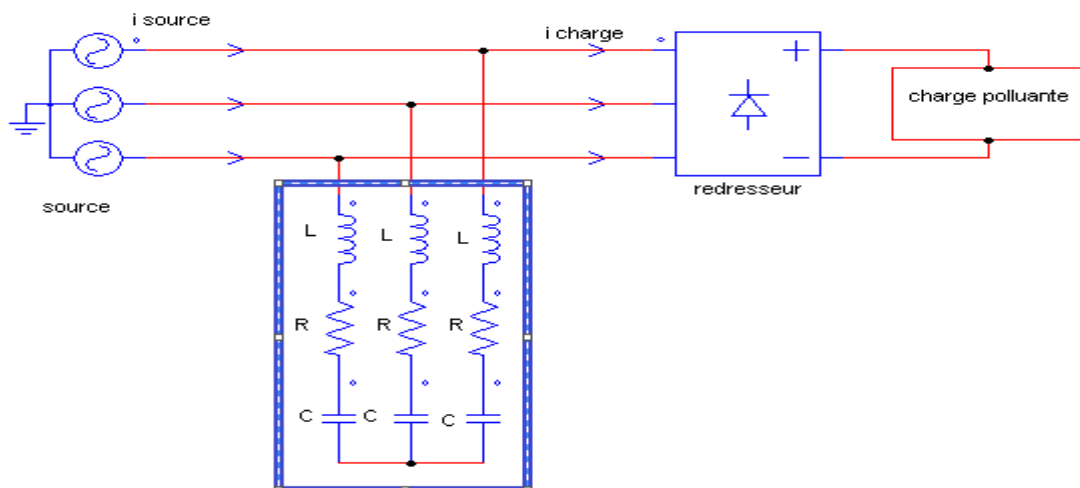 i source
i charge
charge polluante
redresseur
source
L L L
R R R
C C C